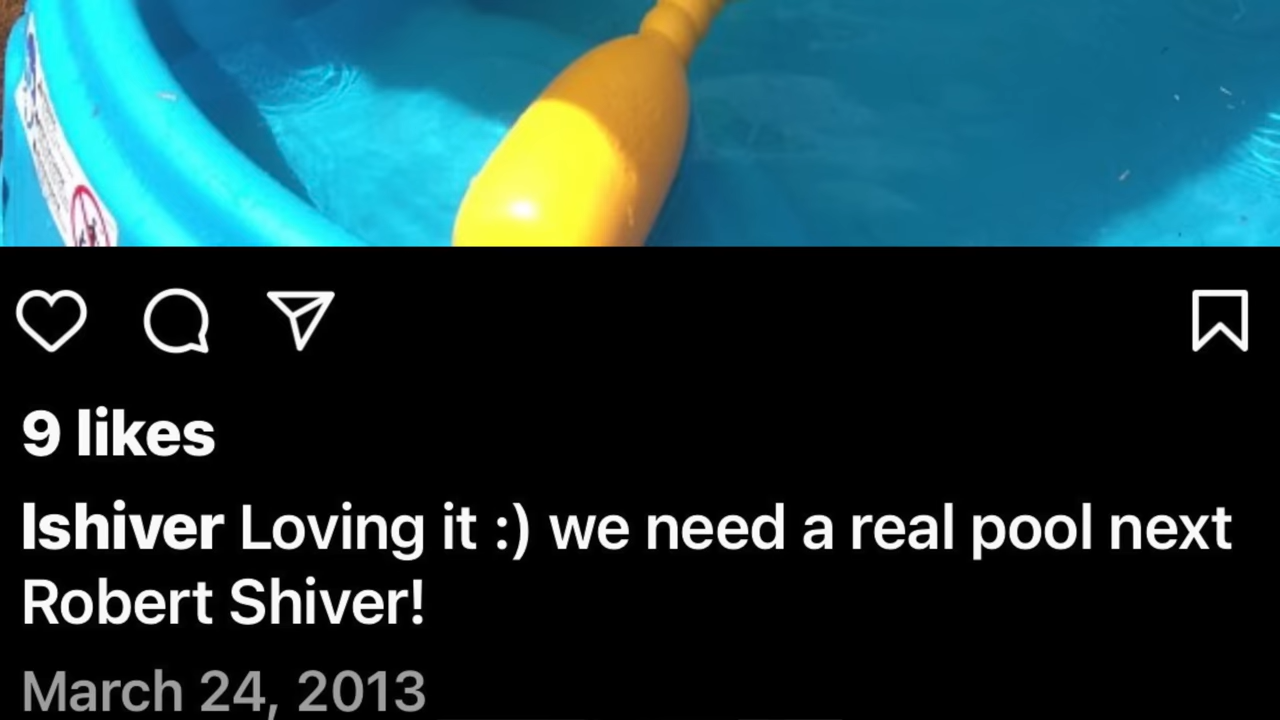 9 likes
lshiver Loving it :) we need a real pool next
Robert Shiver!
March 24, 2013